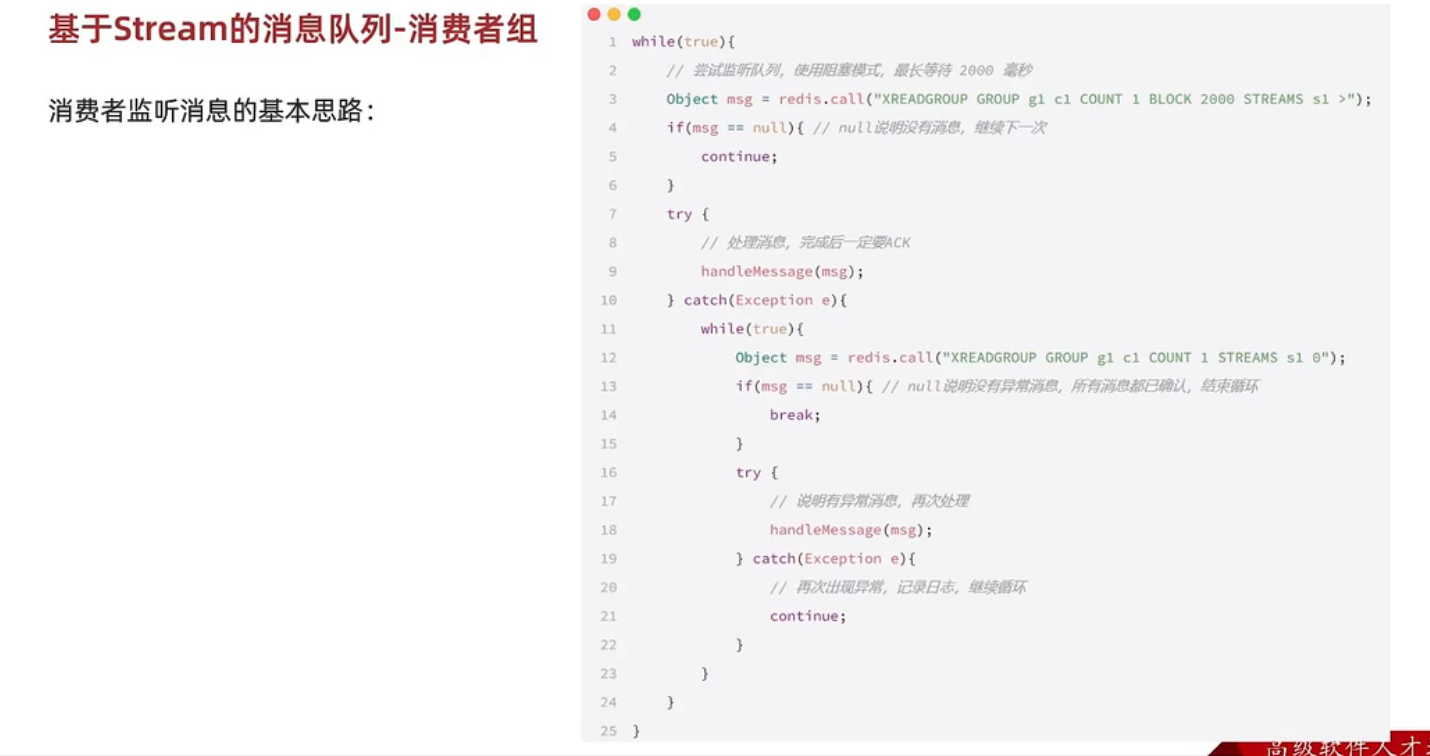 基于Stream的消息队列-消费者组
消费者监听消息的基本思路：
1 while(true){
2 // 尝试监听队列，使用阻塞模式，最长等待 2000 毫秒
3 Object msg = redis.call("XREADGROUP GROUP g1 c1 COUNT 1 BLOCK 2000 STREAMS s1 >");
4 if(msg == null){ // null说明没有消息，继续下一次
5 continue;
6 }
7 try {
8 // 处理消息，完成后一定要ACK
9 handleMessage(msg);
10 } catch(Exception e){
11 while(true){
12 Object msg = redis.call("XREADGROUP GROUP g1 c1 COUNT 1 STREAMS s1 0");
13 if(msg == null){ // null说明没有异常消息，所有消息都已确认，结束循环
14 break;
15 }
16 try {
17 // 说明有异常消息，再次处理
18 handleMessage(msg);
19 } catch(Exception e){
20 // 再次出现异常，记录日志，继续循环
21 continue;
22 }
23 }
24 }
25 }
高级软件人才